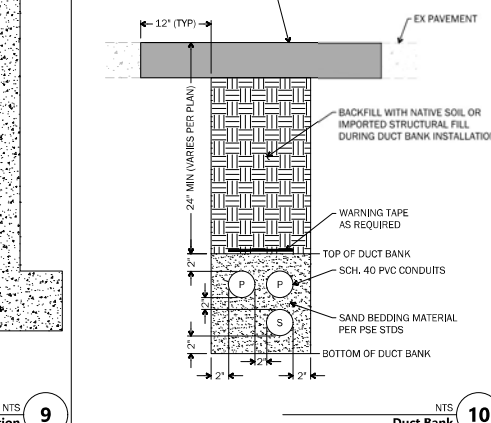 12" (TYP)
EX PAVEMENT
24" MIN (VARIES PER PLAN)
BACKFILL WITH NATIVE SOIL OR
IMPORTED STRUCTURAL FILL
DURING DUCT BANK INSTALLATION
WARNING TAPE
AS REQUIRED
TOP OF DUCT BANK
2"
SCH. 40 PVC CONDUITS
P P
2"
SAND BEDDING MATERIAL
PER PSE STDS
S
2"
BOTTOM OF DUCT BANK
2" 2" 2"
NTS 9
NTS 10
Duct Bank